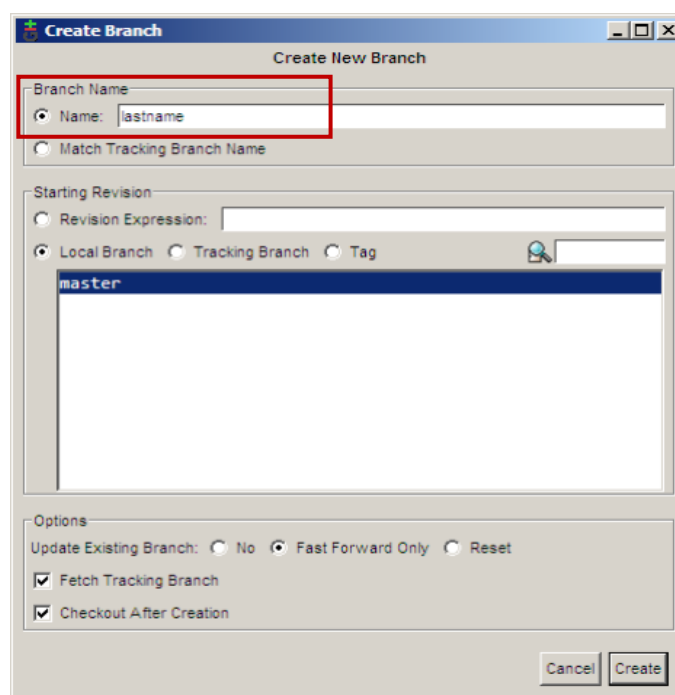 Create Branch
Create New Branch
Branch Name
Name: lastname
Match Tracking Branch Name
Starting Revision
Revision Expression:
Local Branch Tracking Branch Tag
master
Options
Update Existing Branch: No Fast Forward Only Reset
Fetch Tracking Branch
Checkout After Creation
Cancel Create